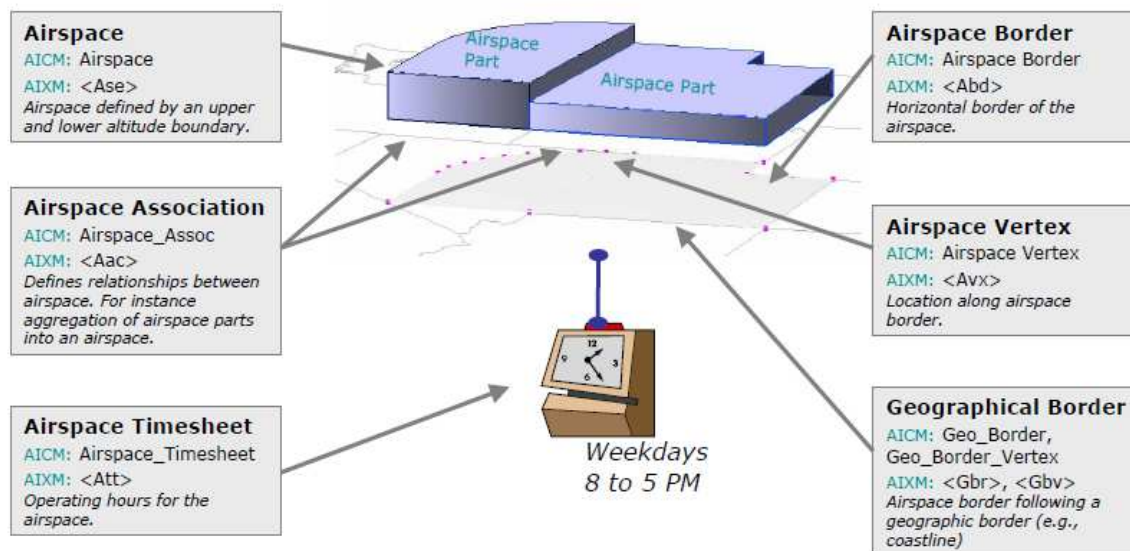 Airspace
AICM: Airspace
AIXM: <Ase>
Airspace defined by an upper
and lower altitude boundary.
Airspace Association
AICM: Airspace_Assoc
AIXM: <Aac>
Defines relationships between
airspace. For instance
aggregation of airspace parts
into an airspace.
Airspace Timesheet
AICM: Airspace_Timesheet
AIXM: <Att>
Operating hours for the
airspace.
Airspace
Part
Airspace Part
12
9
3
6
Weekdays
8 to 5 PM
Airspace Border
AICM: Airspace Border
AIXM: <Abd>
Horizontal border of the
airspace.
Airspace Vertex
AICM: Airspace Vertex
AIXM: <Avx>
Location along airspace
border.
Geographical Border
AICM: Geo_Border,
Geo_Border_Vertex
AIXM: <Gbr>, <Gbv>
Airspace border following a
geographic border (e.g.,
coastline)